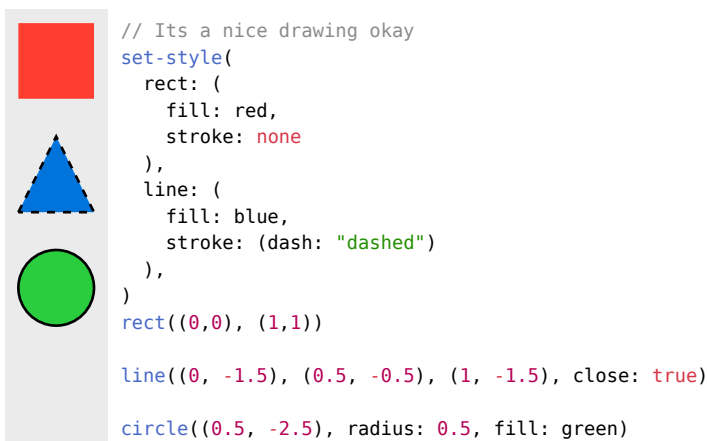 // Its a nice drawing okay
set-style(
  rect: (
    fill: red,
    stroke: none
  ),
  line: (
    fill: blue,
    stroke: (dash: "dashed")
  ),
)
rect((0,0), (1,1))

line((0, -1.5), (0.5, -0.5), (1, -1.5), close: true)

circle((0.5, -2.5), radius: 0.5, fill: green)